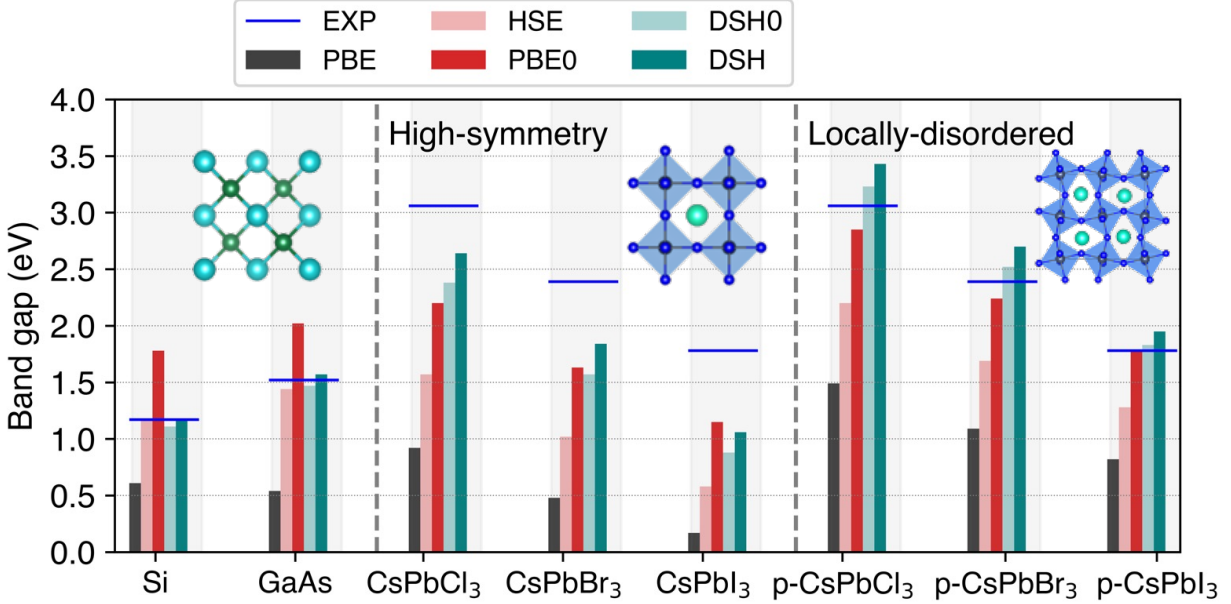 EXP HSE DSH0
PBE PBE0 DSH
4.0
3.5
3.0
2.5
2.0
1.5
1.0
0.5
0.0
Band gap (eV)
High-symmetry
Locally-disordered
Si GaAs CsPbCl₃ CsPbBr₃ CsPbI₃ p-CsPbCl₃ p-CsPbBr₃ p-CsPbI₃